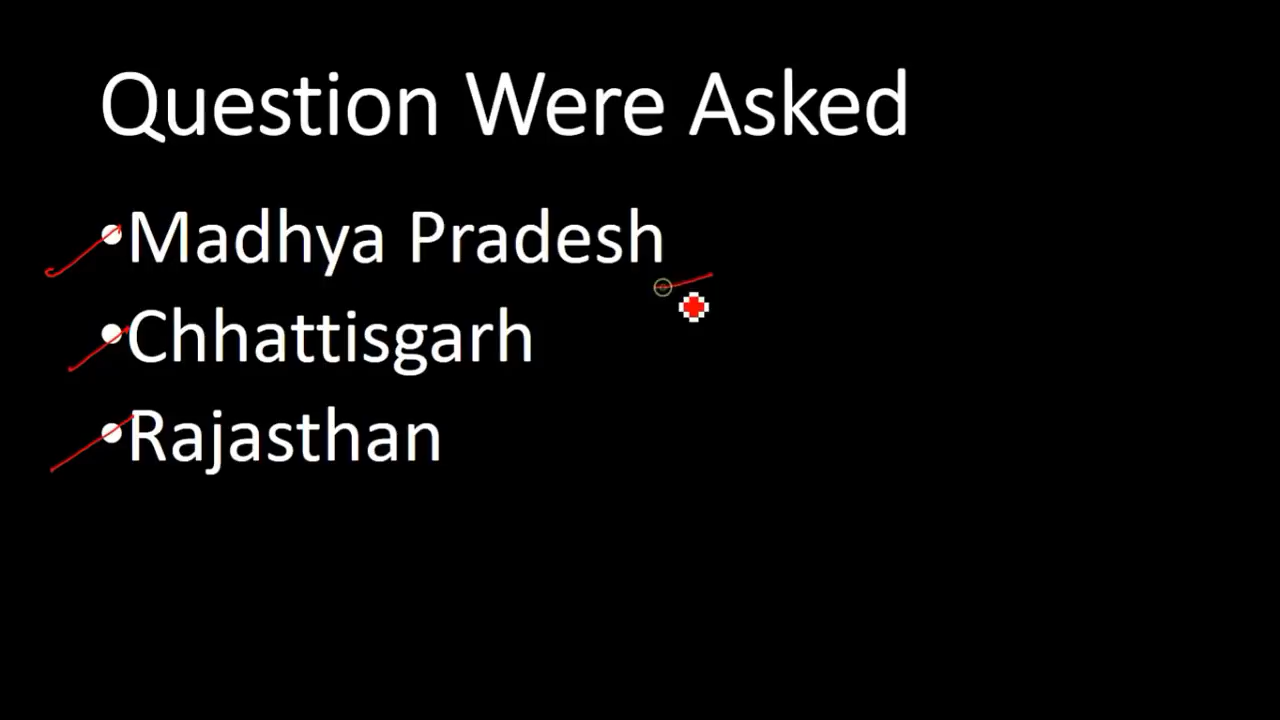 Question Were Asked
•Madhya Pradesh
•Chhattisgarh
•Rajasthan